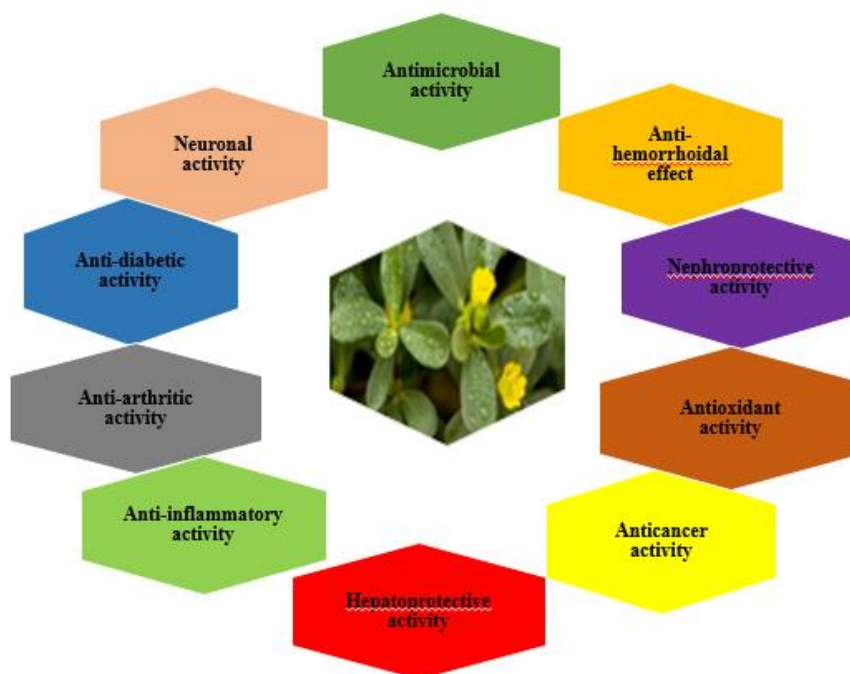 Antimicrobial
activity
Anti-
hemorrhoidal
effect
Nephroprotective
activity
Antioxidant
activity
Anticancer
activity
Hepatoprotective
activity
Anti-inflammatory
activity
Anti-arthritic
activity
Anti-diabetic
activity
Neuronal
activity